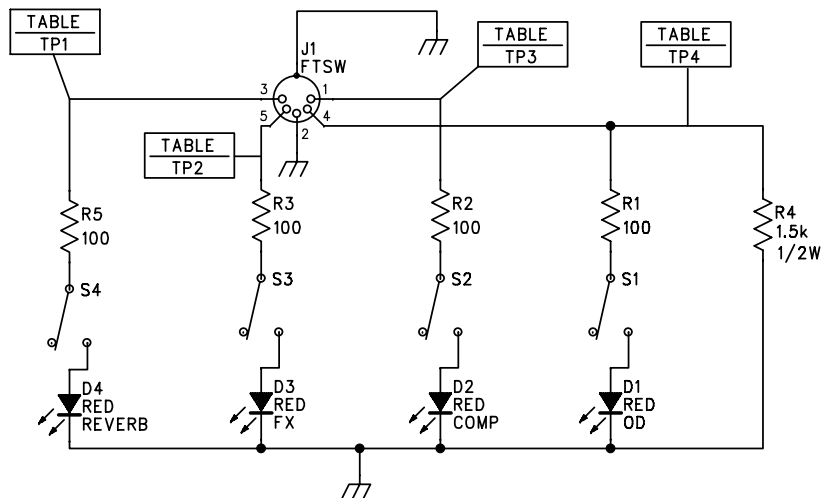 TABLE
TP1
J1
FTSW
TABLE
TP3
TABLE
TP4
3
1
5
4
2
TABLE
TP2
R5
100
R3
100
R2
100
R1
100
R4
1.5k
1/2W
S4
S3
S2
S1
D4
RED
REVERB
D3
RED
FX
D2
RED
COMP
D1
RED
OD